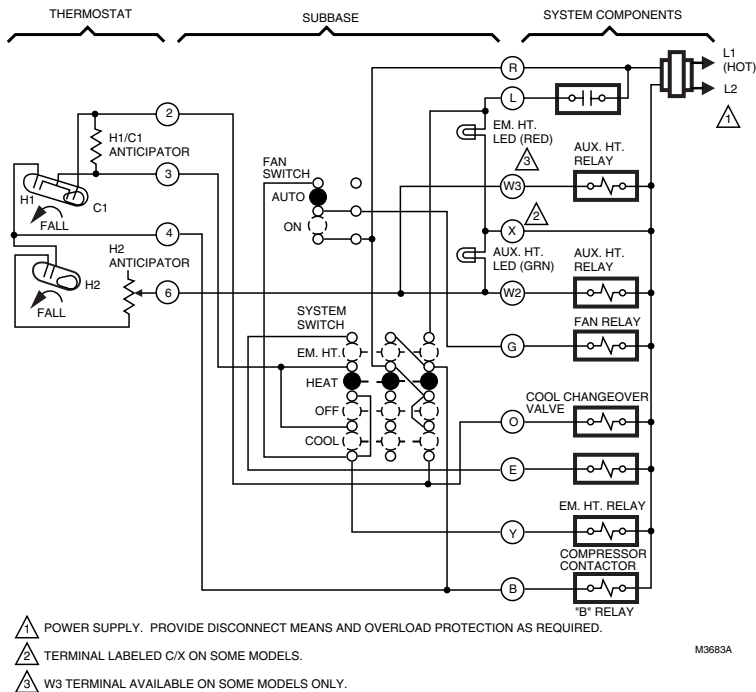 THERMOSTAT
SUBBASE
SYSTEM COMPONENTS
R
L1
(HOT)
L
L2
1
2
H1/C1
ANTICIPATOR
EM. HT.
LED (RED)
3
AUX. HT.
RELAY
3
FAN
SWITCH
W3
H1
C1
AUTO
FALL
2
X
4
ON
H2
ANTICIPATOR
AUX. HT.
LED (GRN)
AUX. HT.
RELAY
H2
6
W2
FALL
SYSTEM
SWITCH
FAN RELAY
EM. HT.
G
HEAT
COOL CHANGEOVER
VALVE
OFF
O
COOL
E
EM. HT. RELAY
Y
COMPRESSOR
CONTACTOR
B
"B" RELAY
1 POWER SUPPLY. PROVIDE DISCONNECT MEANS AND OVERLOAD PROTECTION AS REQUIRED.
2 TERMINAL LABELED C/X ON SOME MODELS.
M3683A
3 W3 TERMINAL AVAILABLE ON SOME MODELS ONLY.